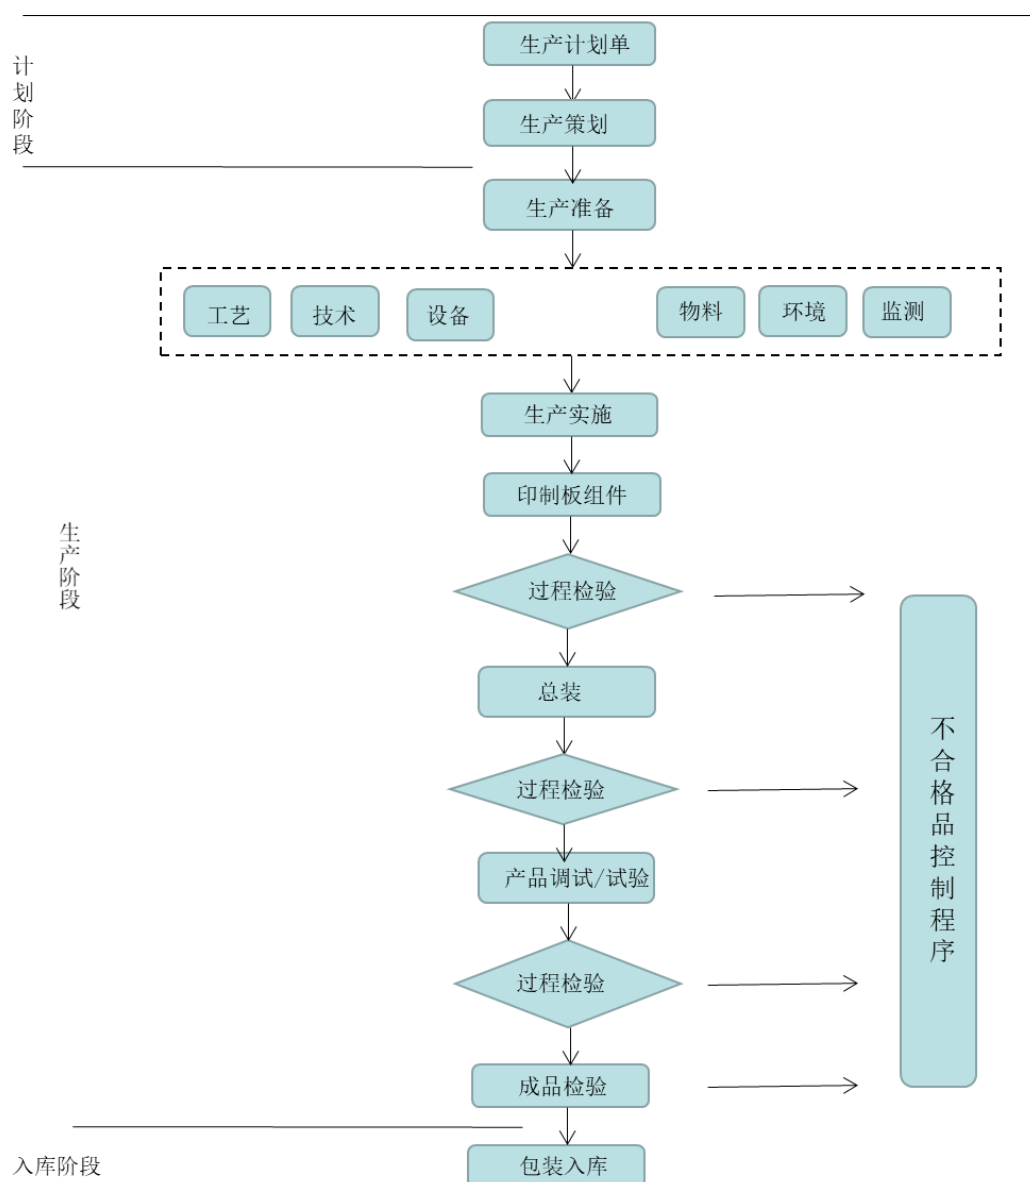 计划阶段
生产计划单
生产策划
生产准备
工艺
技术
设备
物料
环境
监测
生产实施
印制板组件
生产阶段
过程检验
总装
过程检验
产品调试/试验
过程检验
成品检验
不合格品控制程序
入库阶段
包装入库